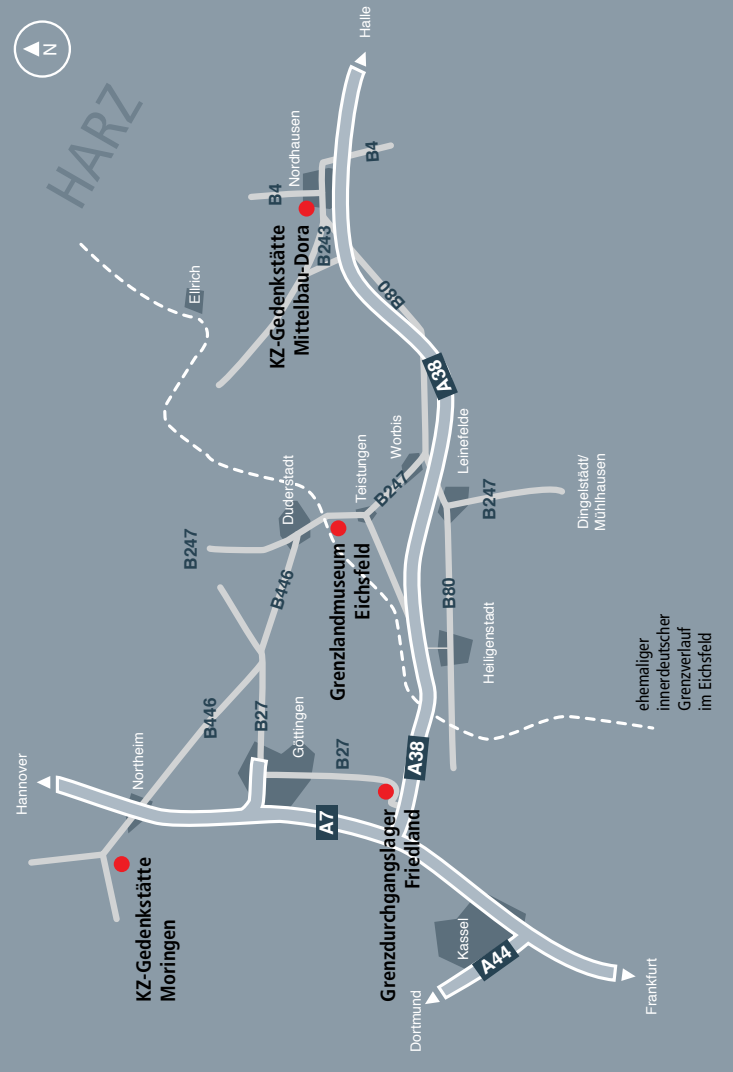 Hannover
N
HARZ
Northeim
KZ-Gedenkstätte
Moringen
B247
Ellrich
B446
B27
B446
Göttingen
Duderstadt
B4
Nordhausen
KZ-Gedenkstätte
Mittelbau-Dora
B243
Halle
B4
A7
B27
Grenzlandmuseum
Eichsfeld
Teistungen
B247
Worbis
B80
Grenzdurchgangslager
Friedland
A38
A38
Dortmund
Kassel
A44
B80
Leinefelde
B247
Heiligenstadt
Dingelstädt/
Mühlhausen
Frankfurt
ehemaliger
innerdeutscher
Grenzverlauf
im Eichsfeld